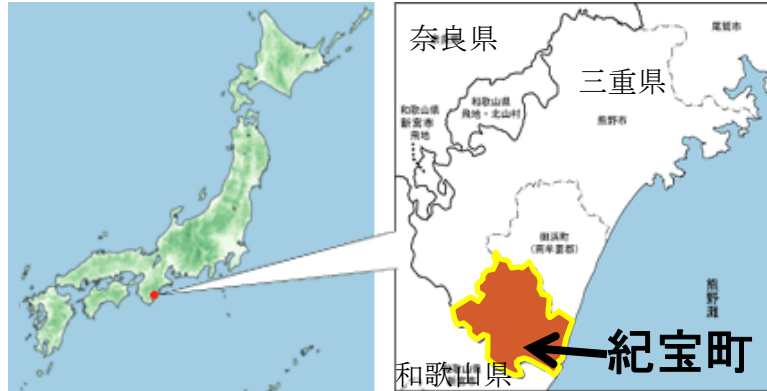 奈良県
尾鷲市
三重県
和歌山県
飛地・北山村
和歌山県
新宮市
飛地
熊野市
御浜町
(南牟婁郡)
熊野灘
紀宝町
和歌山県